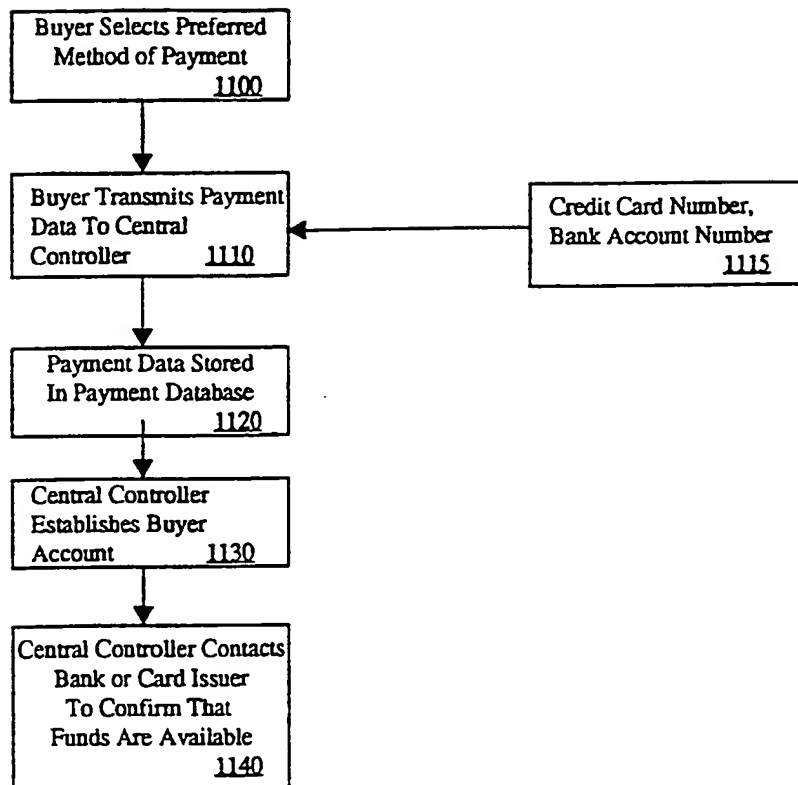 Buyer Selects Preferred
Method of Payment
1100
Buyer Transmits Payment
Data To Central
Controller 1110
Credit Card Number,
Bank Account Number
1115
Payment Data Stored
In Payment Database
1120
Central Controller
Establishes Buyer
Account 1130
Central Controller Contacts
Bank or Card Issuer
To Confirm That
Funds Are Available
1140